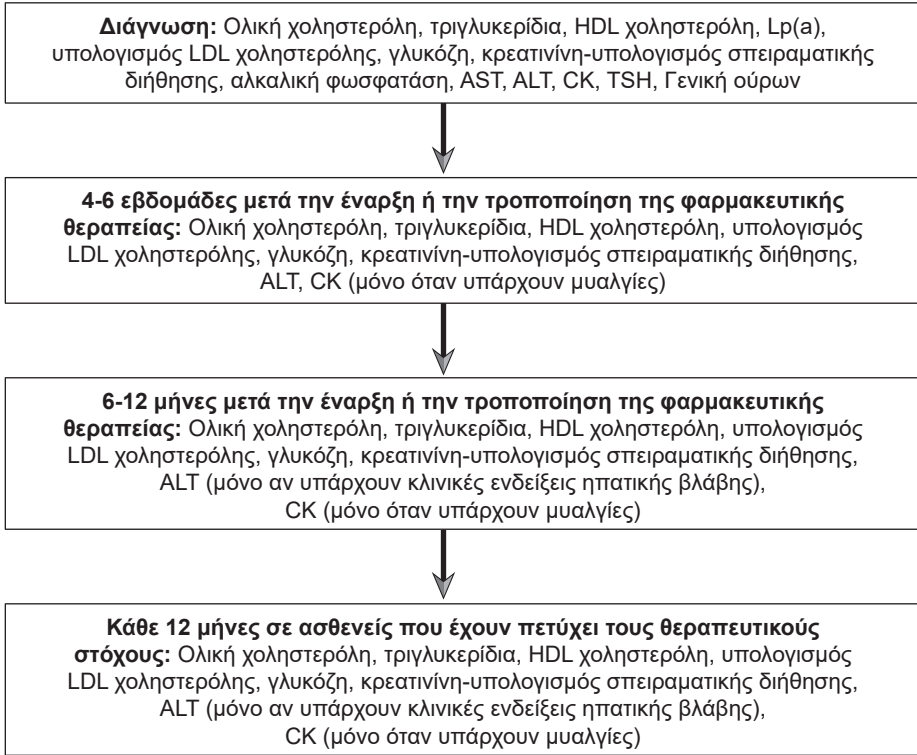 Διάγνωση: Ολική χοληστερόλη, τριγλυκερίδια, HDL χοληστερόλη, Lp(a),
υπολογισμός LDL χοληστερόλης, γλυκόζη, κρεατινίνη-υπολογισμός σπειραματικής
διήθησης, αλκαλική φωσφατάση, AST, ALT, CK, TSH, Γενική ούρων
4-6 εβδομάδες μετά την έναρξη ή την τροποποίηση της φαρμακευτικής
θεραπείας: Ολική χοληστερόλη, τριγλυκερίδια, HDL χοληστερόλη, υπολογισμός
LDL χοληστερόλης, γλυκόζη, κρεατινίνη-υπολογισμός σπειραματικής διήθησης,
ALT, CK (μόνο όταν υπάρχουν μυαλγίες)
6-12 μήνες μετά την έναρξη ή την τροποποίηση της φαρμακευτικής
θεραπείας: Ολική χοληστερόλη, τριγλυκερίδια, HDL χοληστερόλη, υπολογισμός
LDL χοληστερόλης, γλυκόζη, κρεατινίνη-υπολογισμός σπειραματικής διήθησης,
ALT (μόνο αν υπάρχουν κλινικές ενδείξεις ηπατικής βλάβης),
CK (μόνο όταν υπάρχουν μυαλγίες)
Κάθε 12 μήνες σε ασθενείς που έχουν πετύχει τους θεραπευτικούς
στόχους: Ολική χοληστερόλη, τριγλυκερίδια, HDL χοληστερόλη, υπολογισμός
LDL χοληστερόλης, γλυκόζη, κρεατινίνη-υπολογισμός σπειραματικής διήθησης,
ALT (μόνο αν υπάρχουν κλινικές ενδείξεις ηπατικής βλάβης),
CK (μόνο όταν υπάρχουν μυαλγίες)